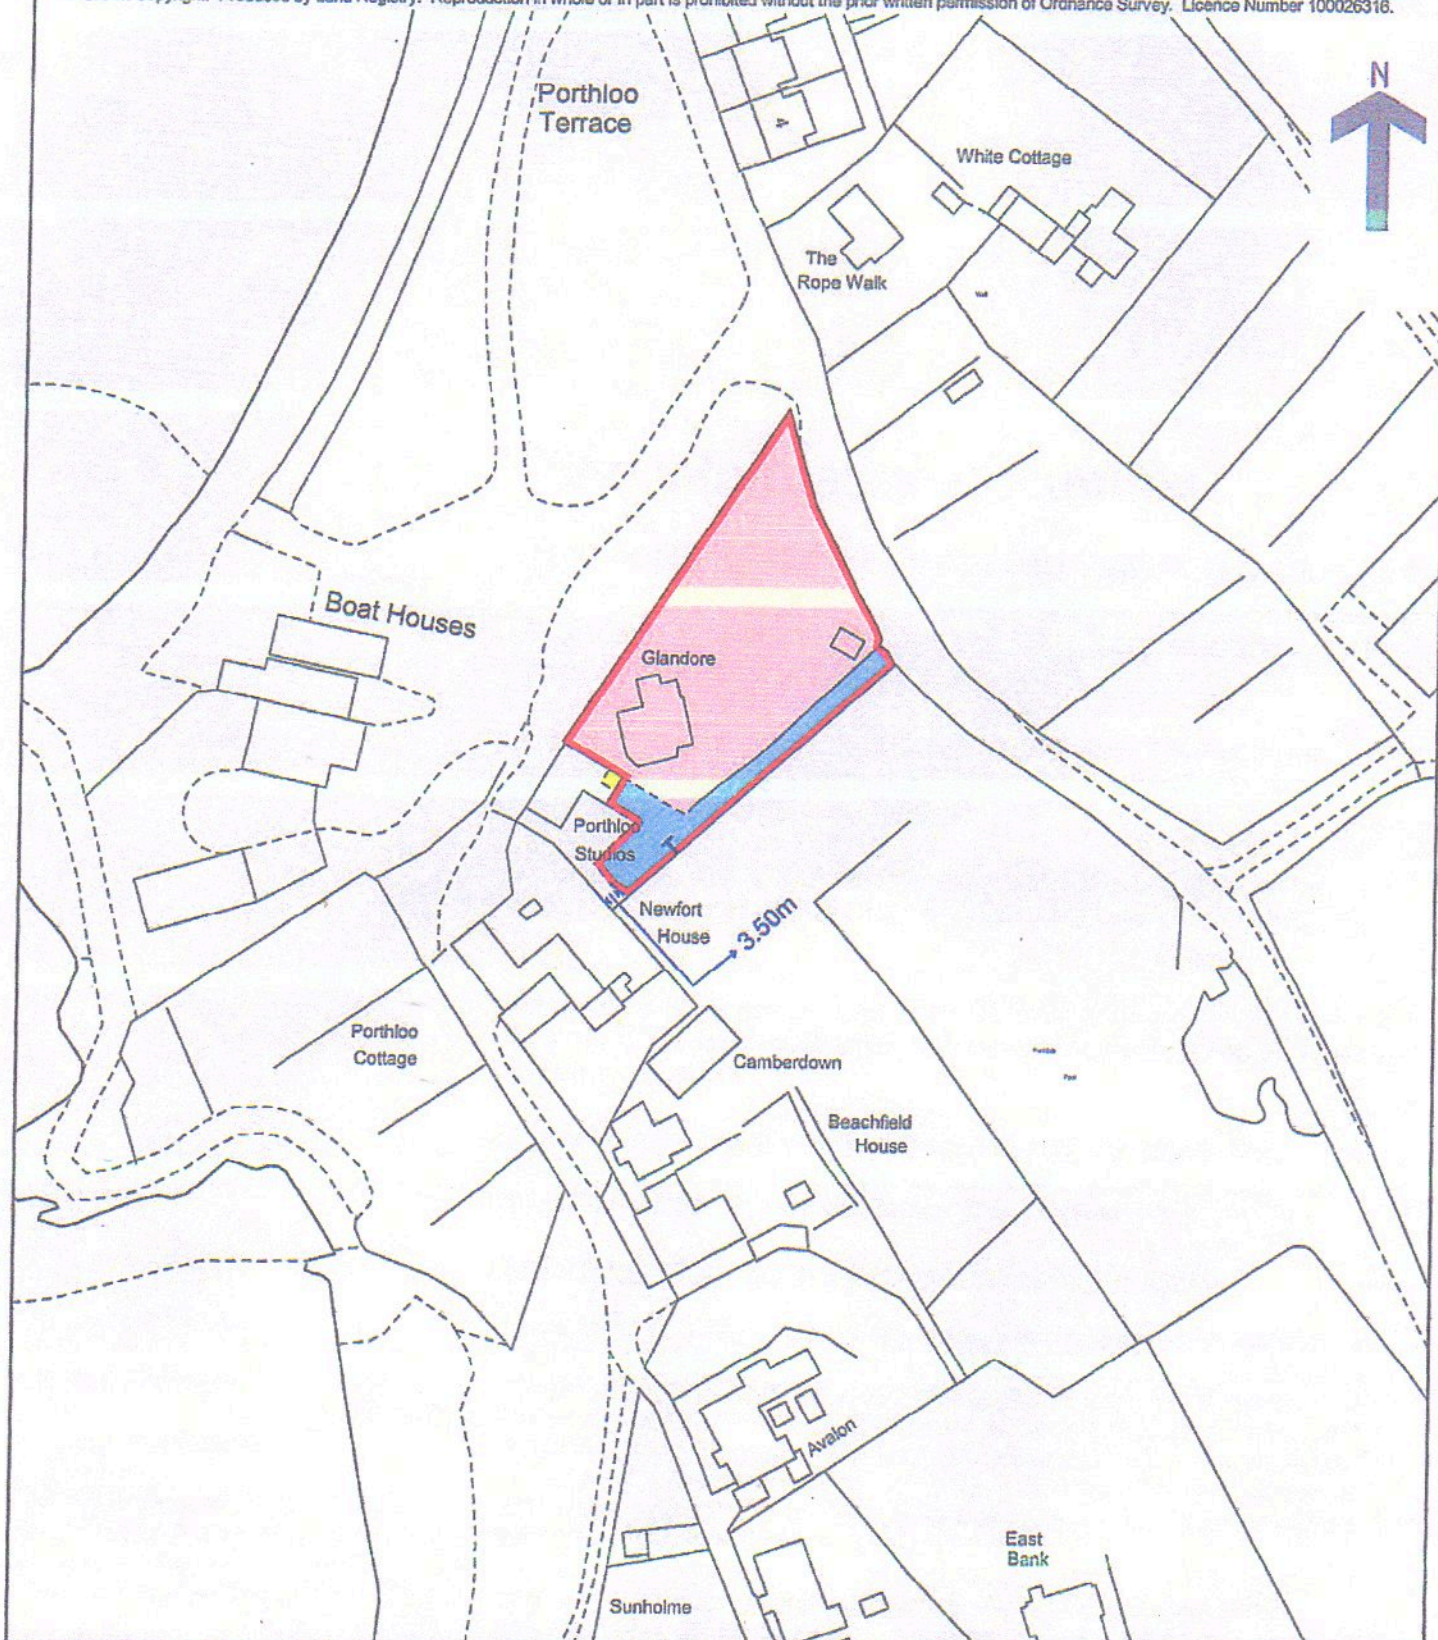 Copyright. Produced by Land Registry. Reproduction in whole or in part is prohibited without the prior written permission of Ordnance Survey. Licence Number 100026316.
N
Porthloo
Terrace
4
White Cottage
The
Rope Walk
Well
Boat Houses
Glandore
Porthloo
Studios
T
Newfort
House
3.50m
Porthloo
Cottage
Camberdown
Beachfield
House
Avalon
East
Bank
Sunholme